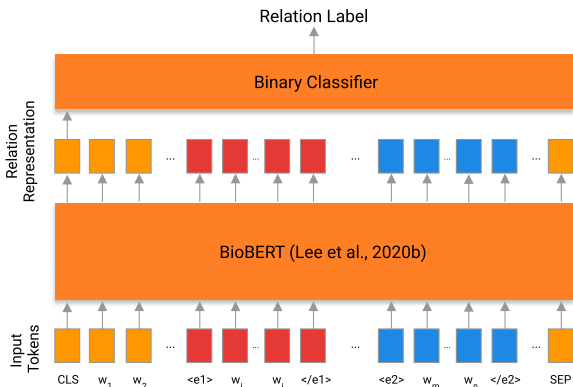 Relation Label
Binary Classifier
Relation
Representation
... ... ... ... ...
BioBERT (Lee et al., 2020b)
Input
Tokens
... ... ... ... ...
CLS w1 w2 <e1> wi wj </e1> <e2> wm wn </e2> SEP